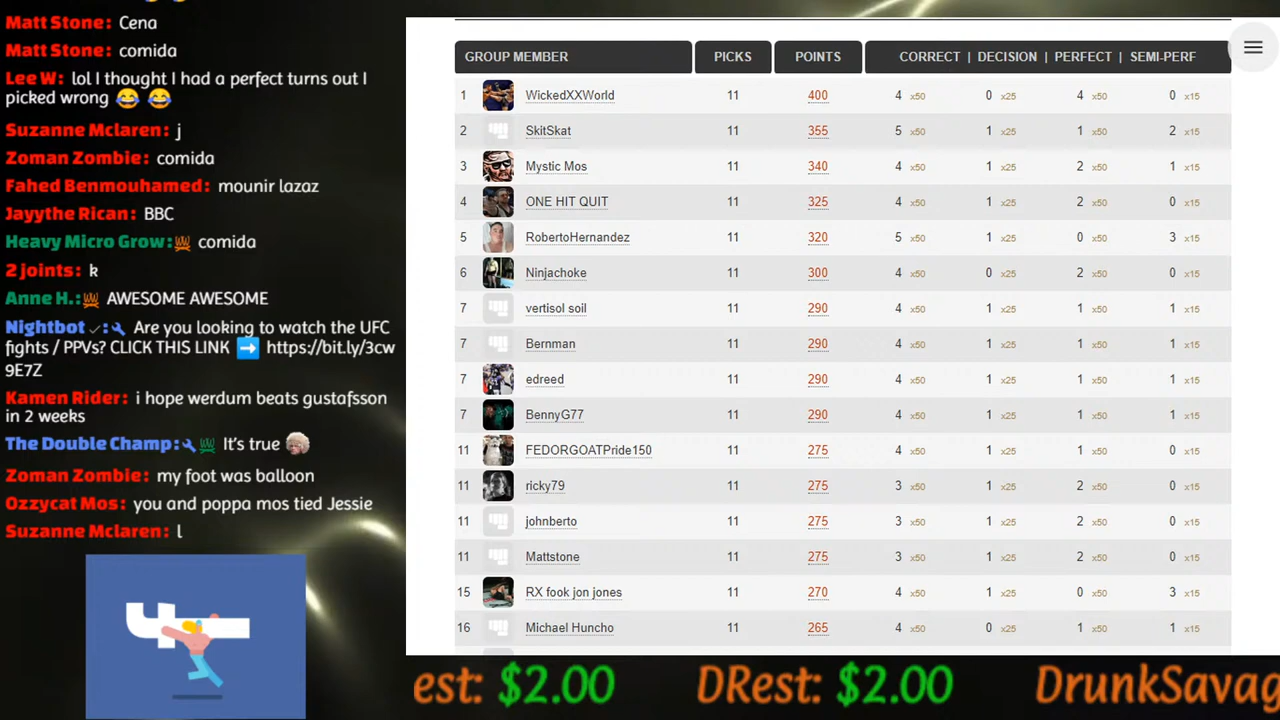 Matt Stone: Cena
Matt Stone: comida
Lee W: lol I thought I had a perfect turns out I
picked wrong 😂 😂
Suzanne Mclaren: j
Zoman Zombie: comida
Fahed Benmouhamed: mounir lazaz
Jayythe Rican: BBC
Heavy Micro Grow: comida
2 joints: k
Anne H.: AWESOME AWESOME
Nightbot ✓: Are you looking to watch the UFC
fights / PPVs? CLICK THIS LINK ➡️ https://bit.ly/3cw
9E7Z
Kamen Rider: i hope werdum beats gustafsson
in 2 weeks
The Double Champ: It's true
Zoman Zombie: my foot was balloon
Ozzycat Mos: you and poppa mos tied Jessie
Suzanne Mclaren: l
GROUP MEMBER PICKS POINTS CORRECT | DECISION | PERFECT | SEMI-PERF
1 WickedXXWorld 11 400 4 x50 0 x25 4 x50 0 x15
2 SkitSkat 11 355 5 x50 1 x25 1 x50 2 x15
3 Mystic Mos 11 340 4 x50 1 x25 2 x50 1 x15
4 ONE HIT QUIT 11 325 4 x50 1 x25 2 x50 0 x15
5 RobertoHernandez 11 320 5 x50 1 x25 0 x50 3 x15
6 Ninjachoke 11 300 4 x50 0 x25 2 x50 0 x15
7 vertisol soil 11 290 4 x50 1 x25 1 x50 1 x15
7 Bernman 11 290 4 x50 1 x25 1 x50 1 x15
7 edreed 11 290 4 x50 1 x25 1 x50 1 x15
7 BennyG77 11 290 4 x50 1 x25 1 x50 1 x15
11 FEDORGOATPride150 11 275 4 x50 1 x25 1 x50 0 x15
11 ricky79 11 275 3 x50 1 x25 2 x50 0 x15
11 johnberto 11 275 3 x50 1 x25 2 x50 0 x15
11 Mattstone 11 275 3 x50 1 x25 2 x50 0 x15
15 RX fook jon jones 11 270 4 x50 1 x25 0 x50 3 x15
16 Michael Huncho 11 265 4 x50 0 x25 1 x50 1 x15
est: $2.00 DRest: $2.00 DrunkSavag